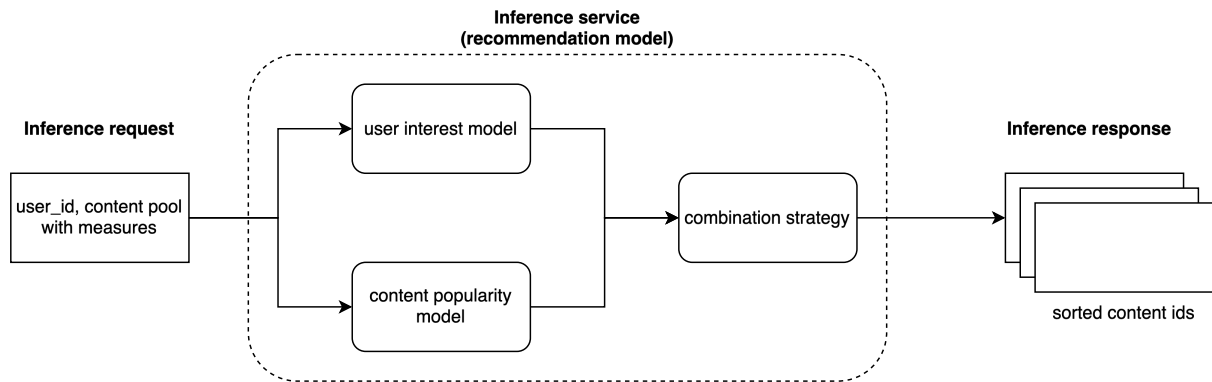 Inference service
(recommendation model)
Inference request
user_id, content pool
with measures
user interest model
content popularity
model
combination strategy
Inference response
sorted content ids